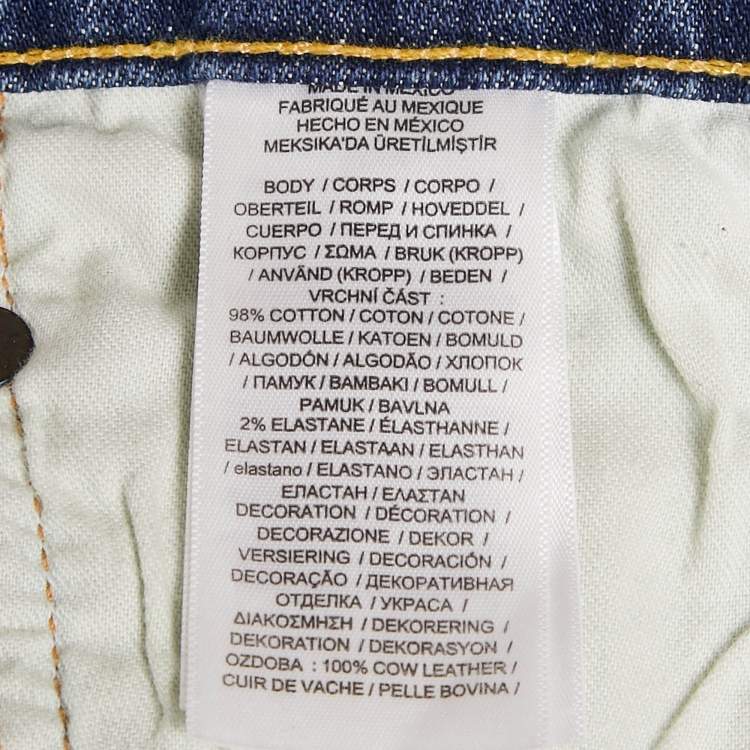 MADE IN MEXICO
FABRIQUÉ AU MEXIQUE
HECHO EN MÉXICO
MEKSIKA'DA ÜRETİLMİŞTİR
BODY / CORPS / CORPO /
OBERTEIL / ROMP / HOVEDDEL /
CUERPO / ПЕРЕД И СПИНКА /
КОРПУС / ΣΩΜΑ / BRUK (KROPP)
/ ANVÄND (KROPP) / BEDEN /
VRCHNÍ ČÁST :
98% COTTON / COTON / COTONE /
BAUMWOLLE / KATOEN / BOMULD
/ ALGODÓN / ALGODÃO / ХЛОПОК
/ ПАМУК / ΒΑΜΒΑΚΙ / BOMULL /
PAMUK / BAVLNA
2% ELASTANE / ÉLASTHANNE /
ELASTAN / ELASTAAN / ELASTHAN
/ elastano / ELASTANO / ЭЛАСТАН /
ЕЛАСТАН / ΕΛΑΣΤΑΝ
DECORATION / DÉCORATION /
DECORAZIONE / DEKOR /
VERSIERING / DECORACIÓN /
DECORAÇÃO / ДЕКОРАТИВНАЯ
ОТДЕЛКА / УКРАСА /
ΔΙΑΚΟΣΜΗΣΗ / DEKORERING /
DEKORATION / DEKORASYON /
OZDOBA : 100% COW LEATHER /
CUIR DE VACHE / PELLE BOVINA /